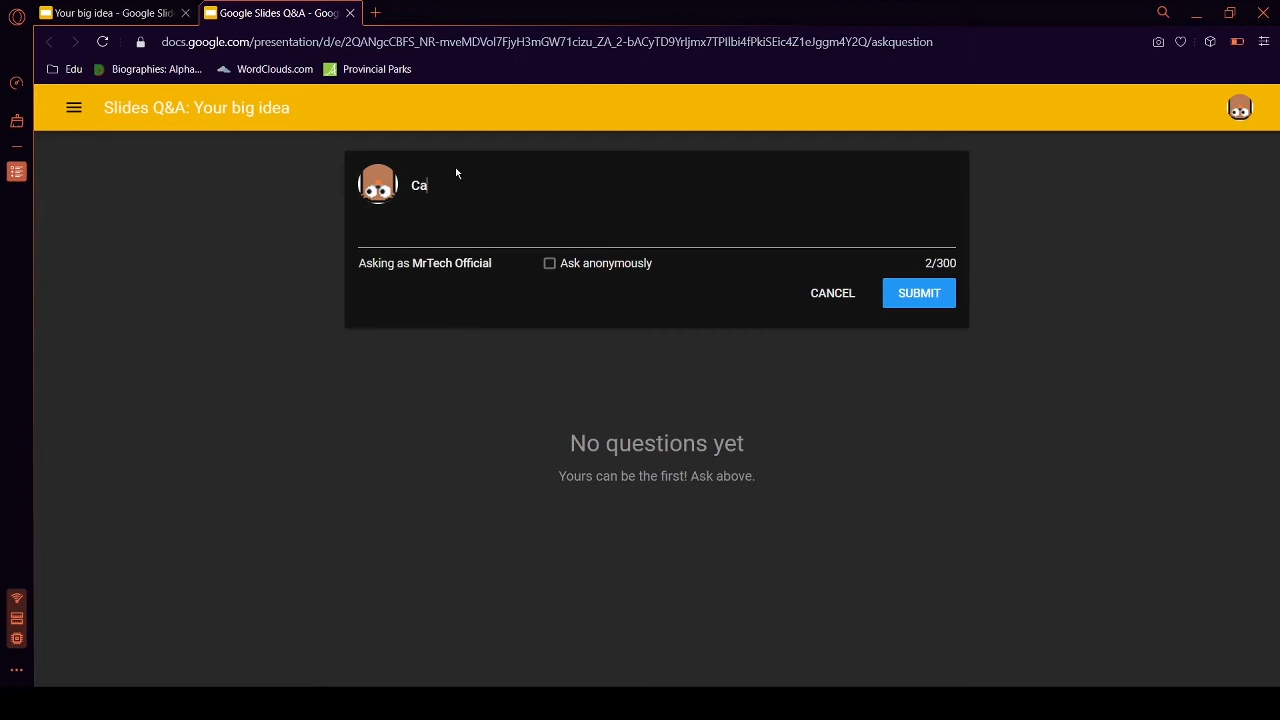 Your big idea - Google Slide
Google Slides Q&A - Goog
docs.google.com/presentation/d/e/2QANgcCBFS_NR-mveMDVol7FjyH3mGW71cizu_ZA_2-bACyTD9YrIjmx7TPIlbi4fPkiSEic4Z1eJggm4Y2Q/askquestion
Edu
Biographies: Alpha...
WordClouds.com
Provincial Parks
Slides Q&A: Your big idea
Ca
Asking as MrTech Official
Ask anonymously
2/300
CANCEL
SUBMIT
No questions yet
Yours can be the first! Ask above.